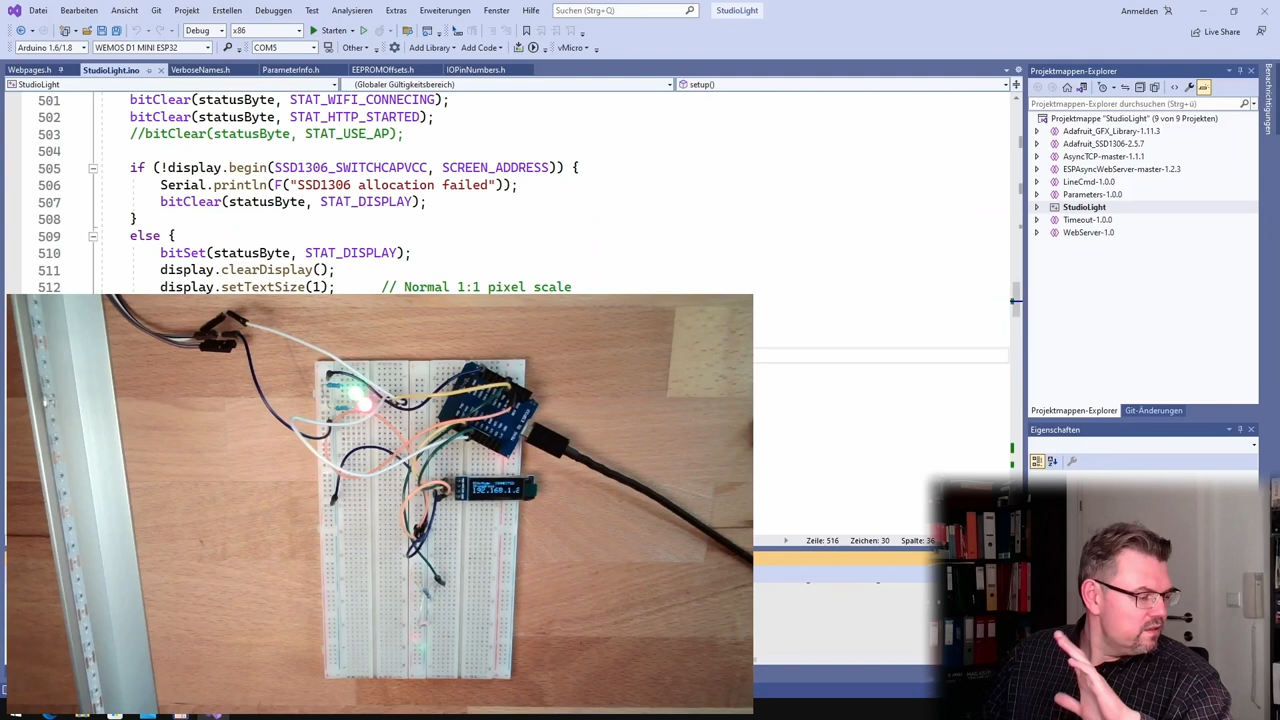 Datei Bearbeiten Ansicht Git Projekt Erstellen Debuggen Test Analysieren Extras Erweiterungen Fenster Hilfe Suchen (Strg+Q) StudioLight Anmelden
Debug x86 Starten Live Share
Arduino 1.6/1.8 WEMOS D1 MINI ESP32 COM5 Other Add Library Add Code vMicro
Webpages.h StudioLight.ino VerboseNames.h ParameterInfo.h EEPROMOffsets.h IOPinNumbers.h
StudioLight (Globaler Gültigkeitsbereich) setup()
501 bitClear(statusByte, STAT_WIFI_CONNECING);
502 bitClear(statusByte, STAT_HTTP_STARTED);
503 //bitClear(statusByte, STAT_USE_AP);
504
505 if (!display.begin(SSD1306_SWITCHCAPVCC, SCREEN_ADDRESS)) {
506 Serial.println(F("SSD1306 allocation failed"));
507 bitClear(statusByte, STAT_DISPLAY);
508 }
509 else {
510 bitSet(statusByte, STAT_DISPLAY);
511 display.clearDisplay();
512 display.setTextSize(1); // Normal 1:1 pixel scale
192.168.1.2
Zeile: 516 Zeichen: 30 Spalte: 36
Projektmappen-Explorer
Projektmappen-Explorer durchsuchen (Strg+ü)
Projektmappe "StudioLight" (9 von 9 Projekten)
Adafruit_GFX_Library-1.11.3
Adafruit_SSD1306-2.5.7
AsyncTCP-master-1.1.1
ESPAsyncWebServer-master-1.2.3
LineCmd-1.0.0
Parameters-1.0.0
StudioLight
Timeout-1.0.0
WebServer-1.0
Projektmappen-Explorer Git-Änderungen
Eigenschaften
Benachrichtigungen